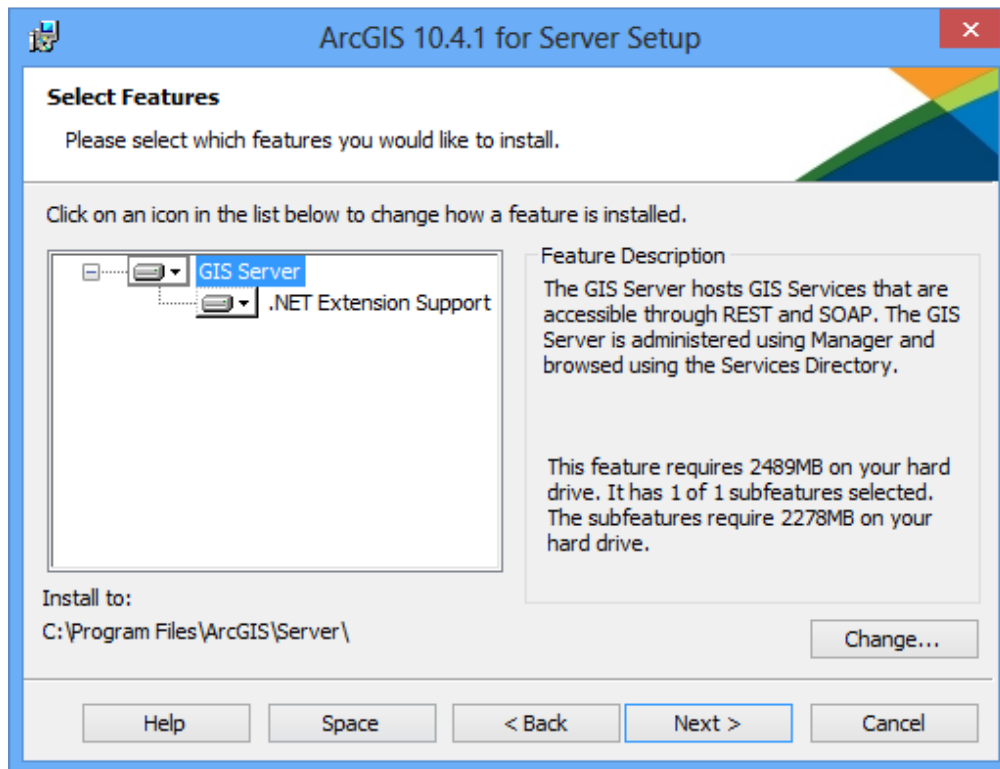 ArcGIS 10.4.1 for Server Setup
Select Features
Please select which features you would like to install.
Click on an icon in the list below to change how a feature is installed.
GIS Server
.NET Extension Support
Feature Description
The GIS Server hosts GIS Services that are
accessible through REST and SOAP. The GIS
Server is administered using Manager and
browsed using the Services Directory.
This feature requires 2489MB on your hard
drive. It has 1 of 1 subfeatures selected.
The subfeatures require 2278MB on your
hard drive.
Install to:
C:\Program Files\ArcGIS\Server\
Change...
Help Space < Back Next > Cancel